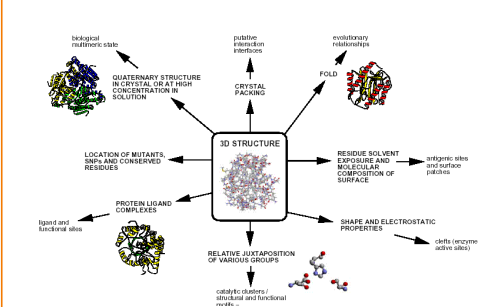 biological
multimeric state
putative
interaction
interfaces
evolutionary
relationships
QUATERNARY STRUCTURE
IN CRYSTAL OR AT HIGH
CONCENTRATION IN
SOLUTION
CRYSTAL
PACKING
FOLD
3D STRUCTURE
LOCATION OF MUTANTS,
SNPs AND CONSERVED
RESIDUES
RESIDUE SOLVENT
EXPOSURE AND
MOLECULAR
COMPOSITION OF
SURFACE
antigenic sites
and surface
patches
PROTEIN LIGAND
COMPLEXES
ligand and
functional sites
SHAPE AND ELECTROSTATIC
PROPERTIES
clefts (enzyme
active sites)
RELATIVE JUXTAPOSITION
OF VARIOUS GROUPS
catalytic clusters /
structural and functional
motifs –